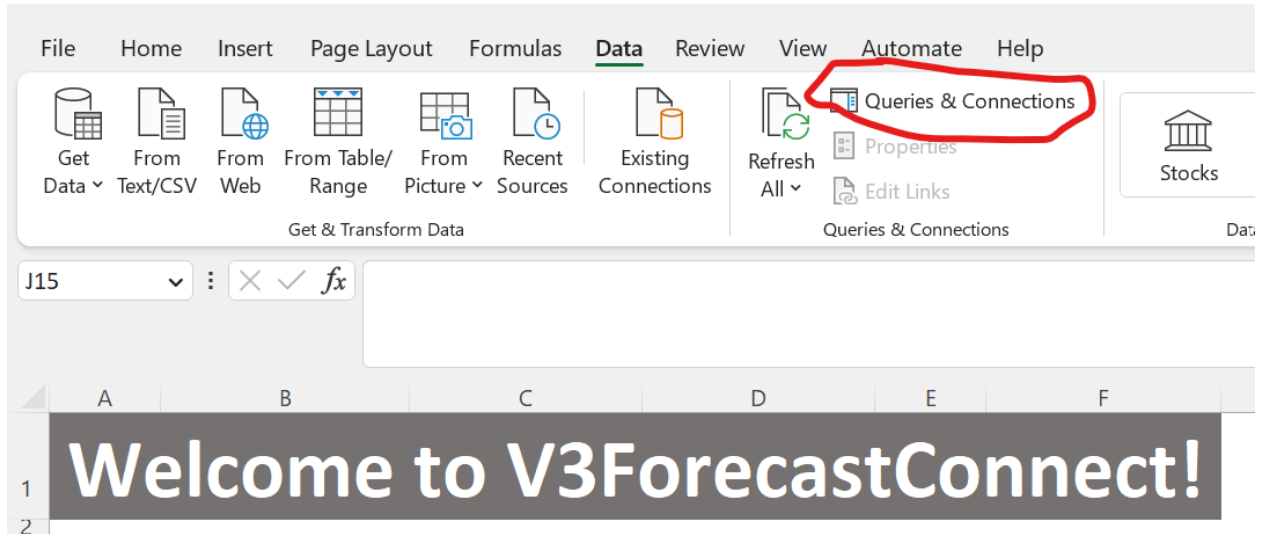 File Home Insert Page Layout Formulas Data Review View Automate Help
Get Data
From Text/CSV
From Web
From Table/ Range
From Picture
Recent Sources
Existing Connections
Refresh All
Queries & Connections
Properties
Edit Links
Stocks
Get & Transform Data
Queries & Connections
Dat
J15
fx
A B C D E F
1 Welcome to V3ForecastConnect!
2